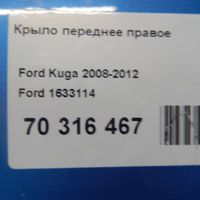 Крыло переднее правое
Ford Kuga 2008-2012
Ford 1633114
70 316 467